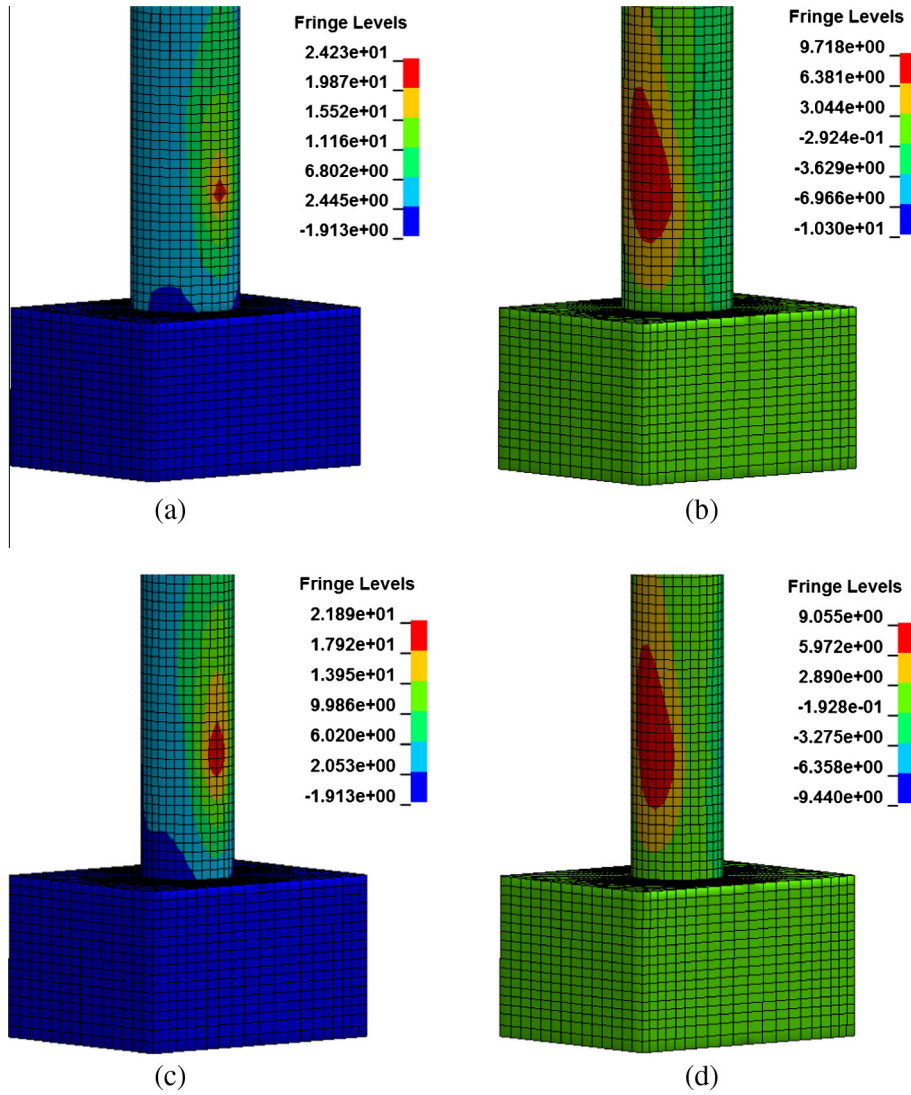 Fringe Levels
2.423e+01
1.987e+01
1.552e+01
1.116e+01
6.802e+00
2.445e+00
-1.913e+00
(a)
Fringe Levels
9.718e+00
6.381e+00
3.044e+00
-2.924e-01
-3.629e+00
-6.966e+00
-1.030e+01
(b)
Fringe Levels
2.189e+01
1.792e+01
1.395e+01
9.986e+00
6.020e+00
2.053e+00
-1.913e+00
(c)
Fringe Levels
9.055e+00
5.972e+00
2.890e+00
-1.928e-01
-3.275e+00
-6.358e+00
-9.440e+00
(d)